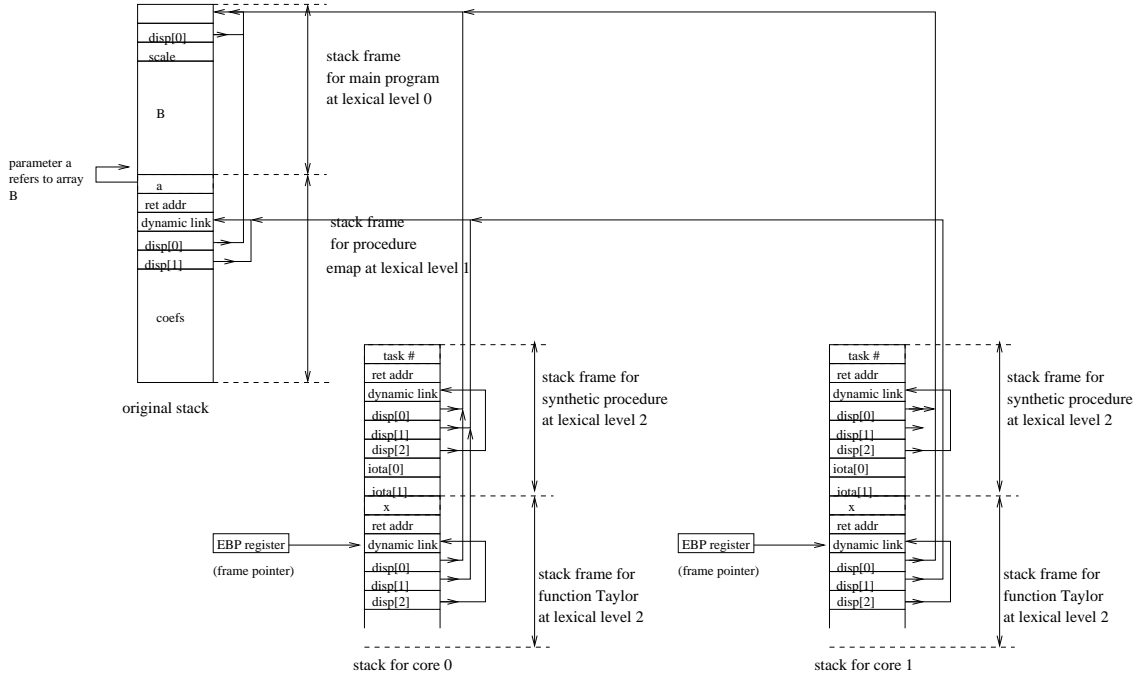 disp[0]
scale
B
stack frame
for main program
at lexical level 0
parameter a
refers to array
B
a
ret addr
dynamic link
disp[0]
disp[1]
coefs
stack frame
for procedure
emap at lexical level 1
original stack
task #
ret addr
dynamic link
disp[0]
disp[1]
disp[2]
iota[0]
iota[1]
x
ret addr
dynamic link
disp[0]
disp[1]
disp[2]
stack frame for
synthetic procedure
at lexical level 2
EBP register
(frame pointer)
stack frame for
function Taylor
at lexical level 2
stack for core 0
task #
ret addr
dynamic link
disp[0]
disp[1]
disp[2]
iota[0]
iota[1]
x
ret addr
dynamic link
disp[0]
disp[1]
disp[2]
stack frame for
synthetic procedure
at lexical level 2
EBP register
(frame pointer)
stack frame for
function Taylor
at lexical level 2
stack for core 1